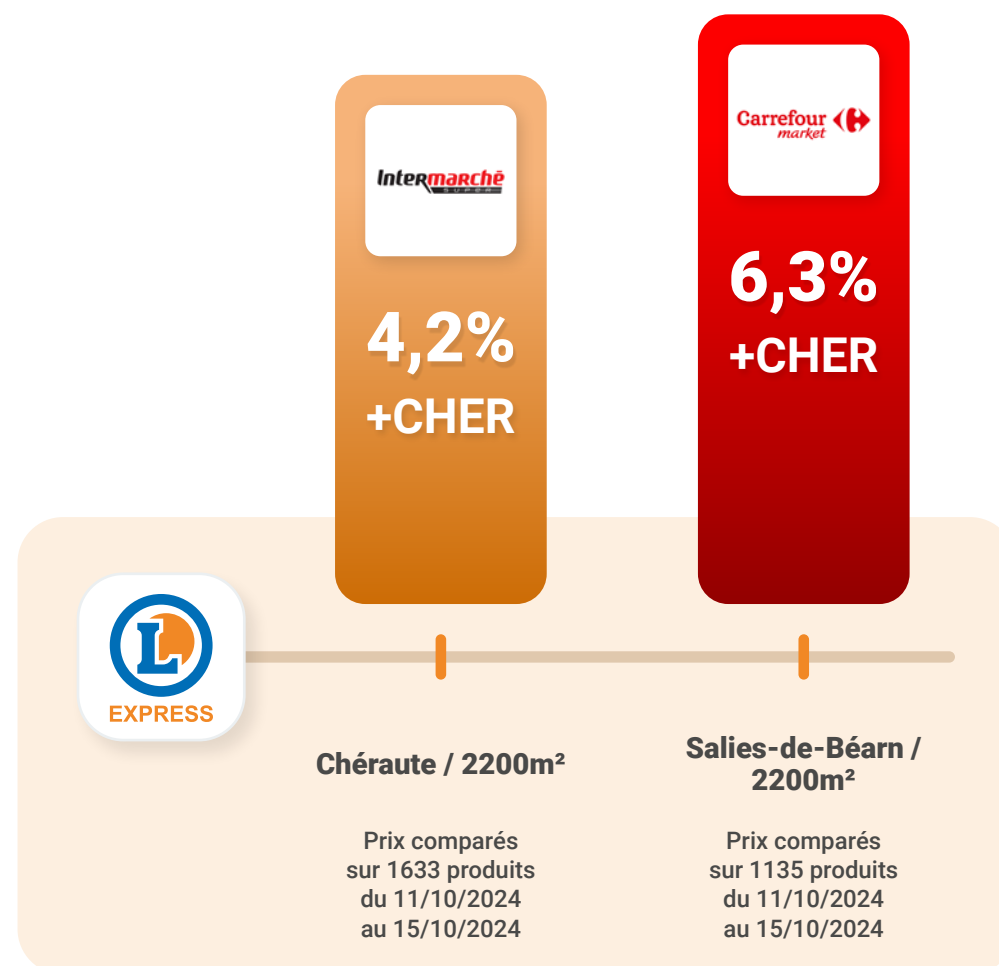 Intermarchē
SUPER
4,2%
+CHER
Carrefour
market
6,3%
+CHER
L
EXPRESS
Chéraute / 2200m²
Prix comparés
sur 1633 produits
du 11/10/2024
au 15/10/2024
Salies-de-Béarn /
2200m²
Prix comparés
sur 1135 produits
du 11/10/2024
au 15/10/2024